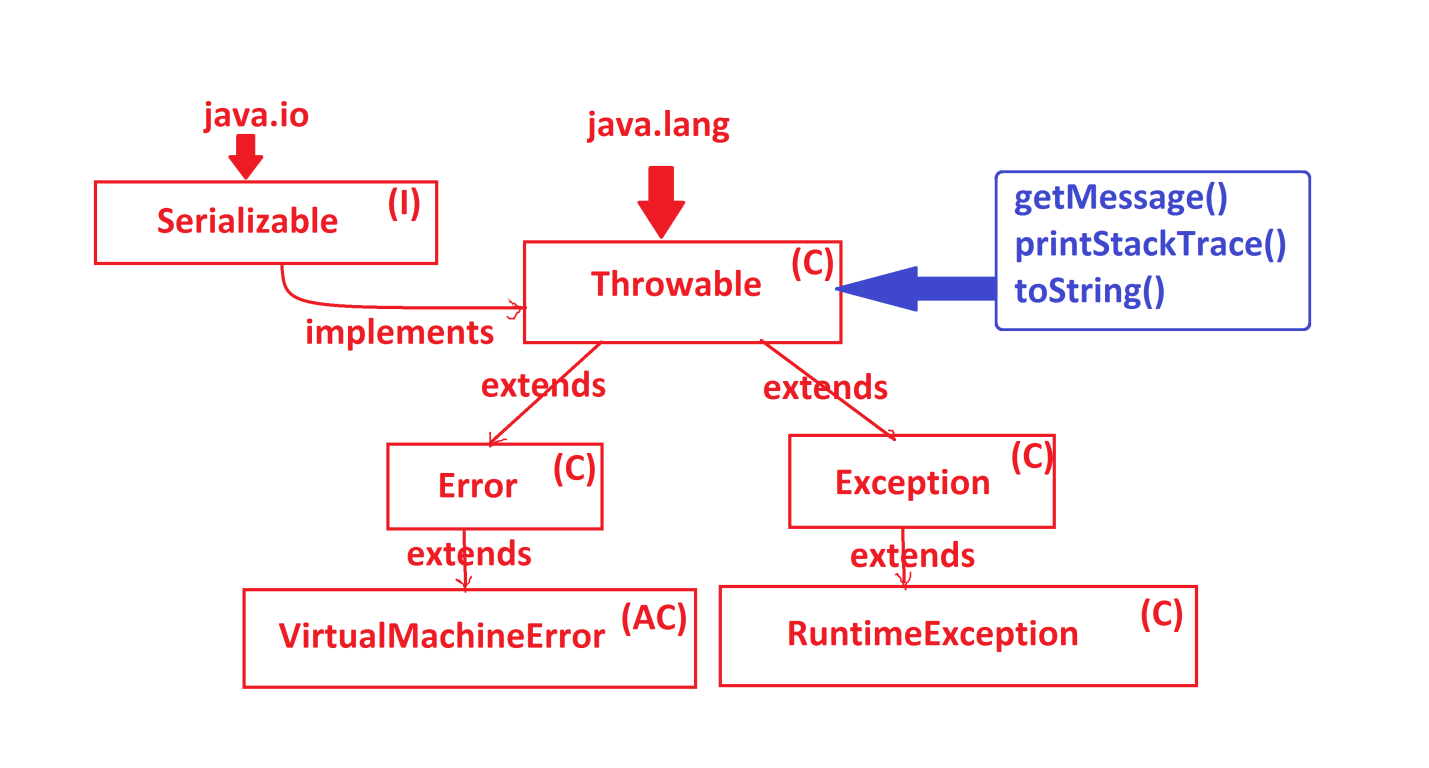 java.io
java.lang
Serializable
(I)
getMessage()
printStackTrace()
toString()
Throwable
(C)
implements
extends
extends
Error
(C)
Exception
(C)
extends
extends
VirtualMachineError
(AC)
RuntimeException
(C)